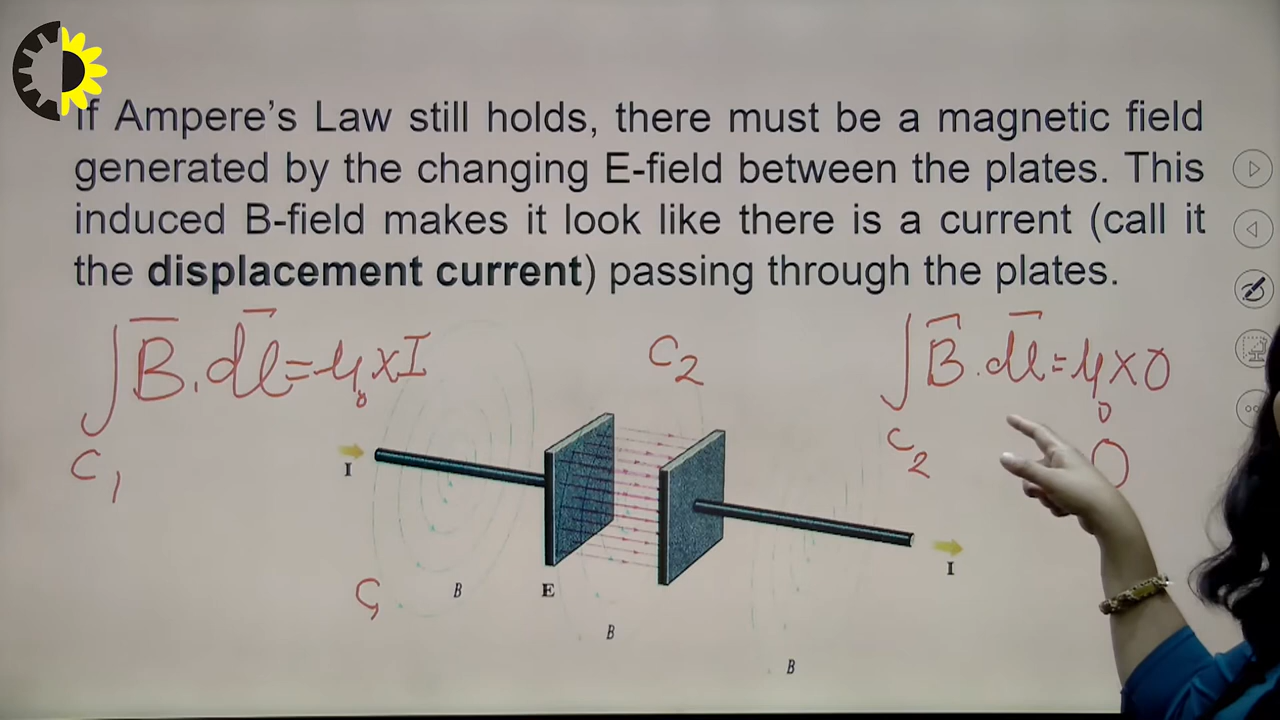 If Ampere's Law still holds, there must be a magnetic field
generated by the changing E-field between the plates. This
induced B-field makes it look like there is a current (call it
the displacement current) passing through the plates.
∫ B̅ . dl̅ = μ₀ x I
C₁
C₂
∫ B̅ . dl̅ = μ₀ x 0
C₂
0
I
I
C₁
B
E
B
B